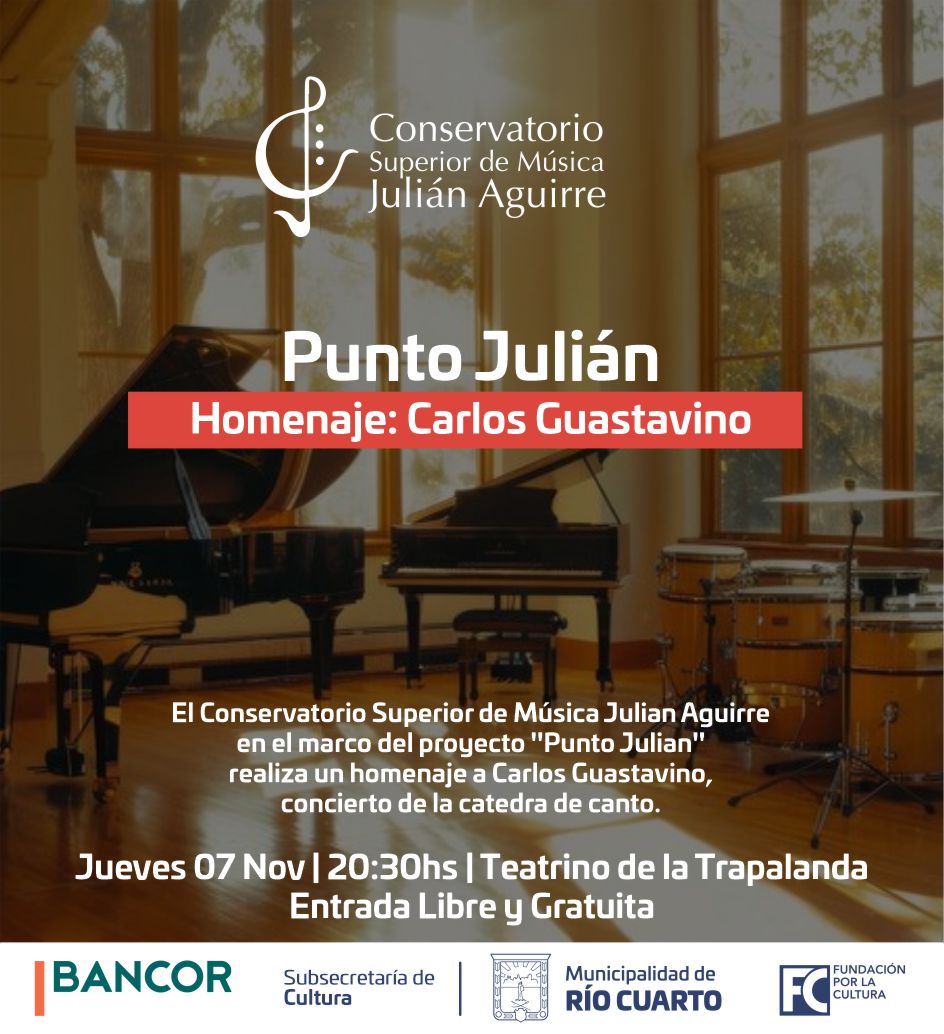 Conservatorio
Superior de Música
Julián Aguirre
Punto Julián
Homenaje: Carlos Guastavino
El Conservatorio Superior de Música Julian Aguirre
en el marco del proyecto "Punto Julian"
realiza un homenaje a Carlos Guastavino,
concierto de la catedra de canto.
Jueves 07 Nov | 20:30hs | Teatrino de la Trapalanda
Entrada Libre y Gratuita
BANCOR
Subsecretaría de
Cultura
Municipalidad de
RÍO CUARTO
FC
FUNDACIÓN
POR LA
CULTURA